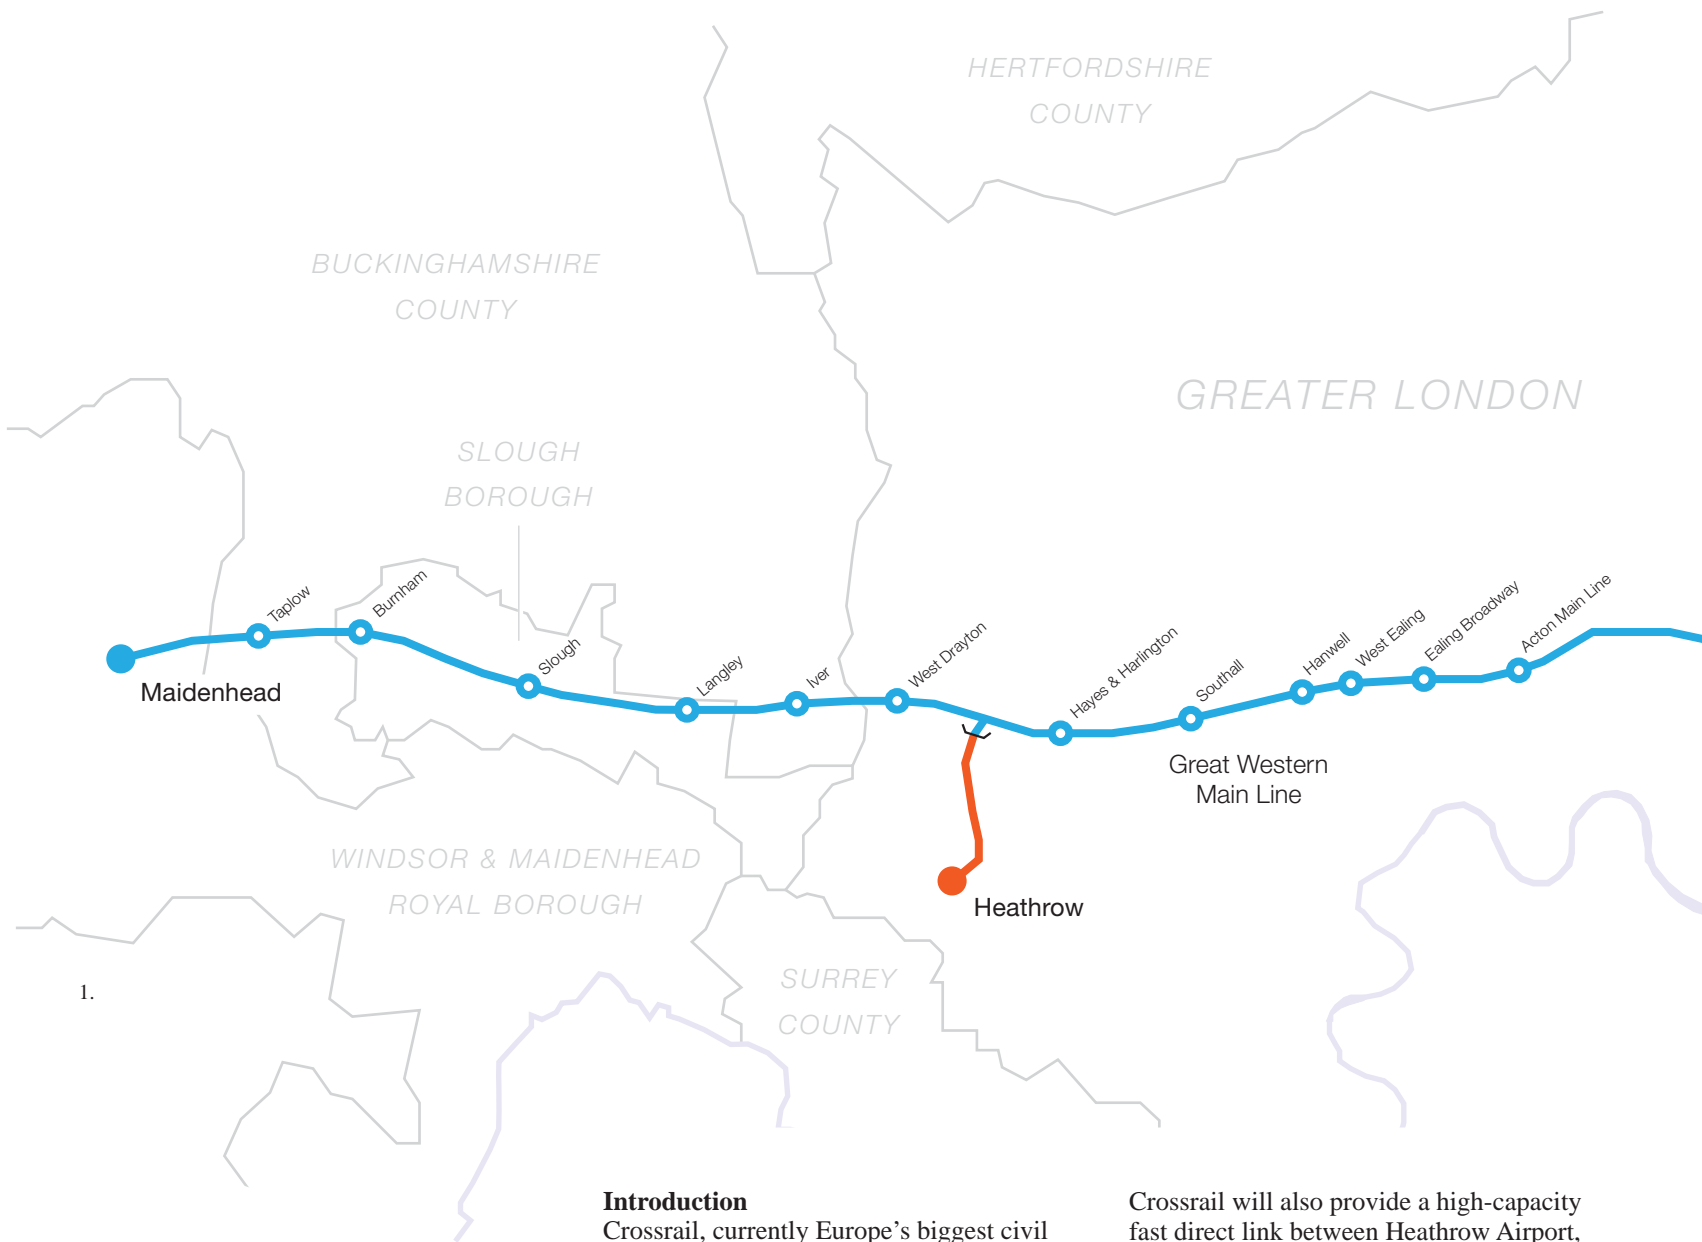 HERTFORDSHIRE
COUNTY
BUCKINGHAMSHIRE
COUNTY
GREATER LONDON
SLOUGH
BOROUGH
Taplow
Burnham
Slough
Langley
Iver
West Drayton
Hayes & Harlington
Southall
Hanwell
West Ealing
Ealing Broadway
Acton Main Line
Maidenhead
Great Western
Main Line
WINDSOR & MAIDENHEAD
ROYAL BOROUGH
Heathrow
SURREY
COUNTY
1.
Introduction
Crossrail, currently Europe’s biggest civil
Crossrail will also provide a high-capacity
fast direct link between Heathrow Airport,